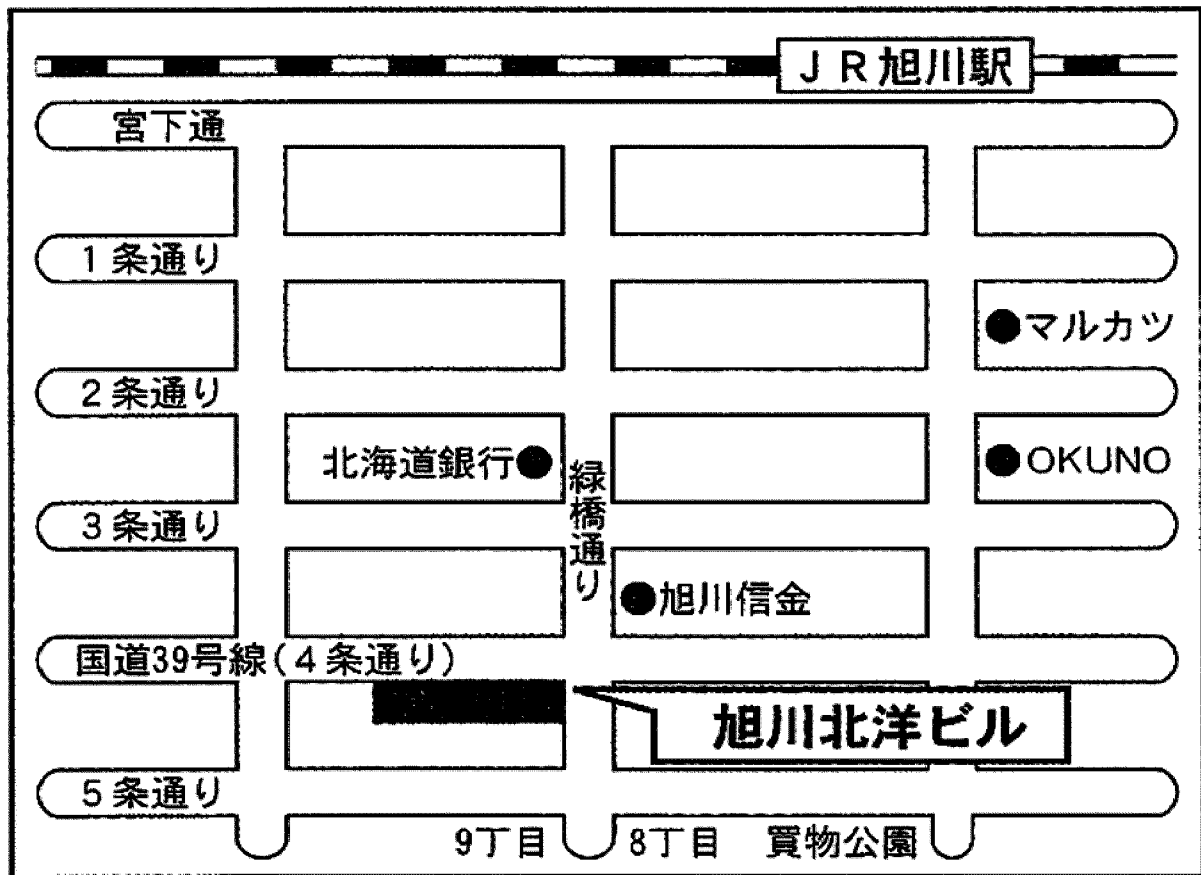 JR旭川駅
宮下通
1条通り
マルカツ
2条通り
北海道銀行
OKUNO
緑橋通り
3条通り
旭川信金
国道39号線(4条通り)
旭川北洋ビル
5条通り
9丁目
8丁目
買物公園